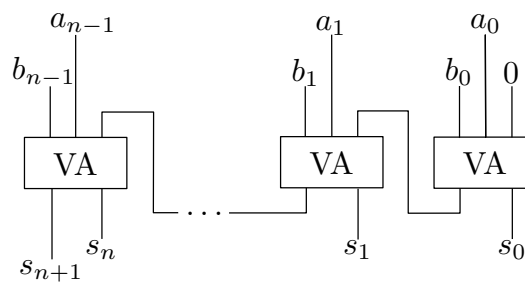 a_{n−1} a_1 a_0
b_{n−1} b_1 b_0 0
VA VA VA
· · ·
s_n s_1 s_0
s_{n+1}